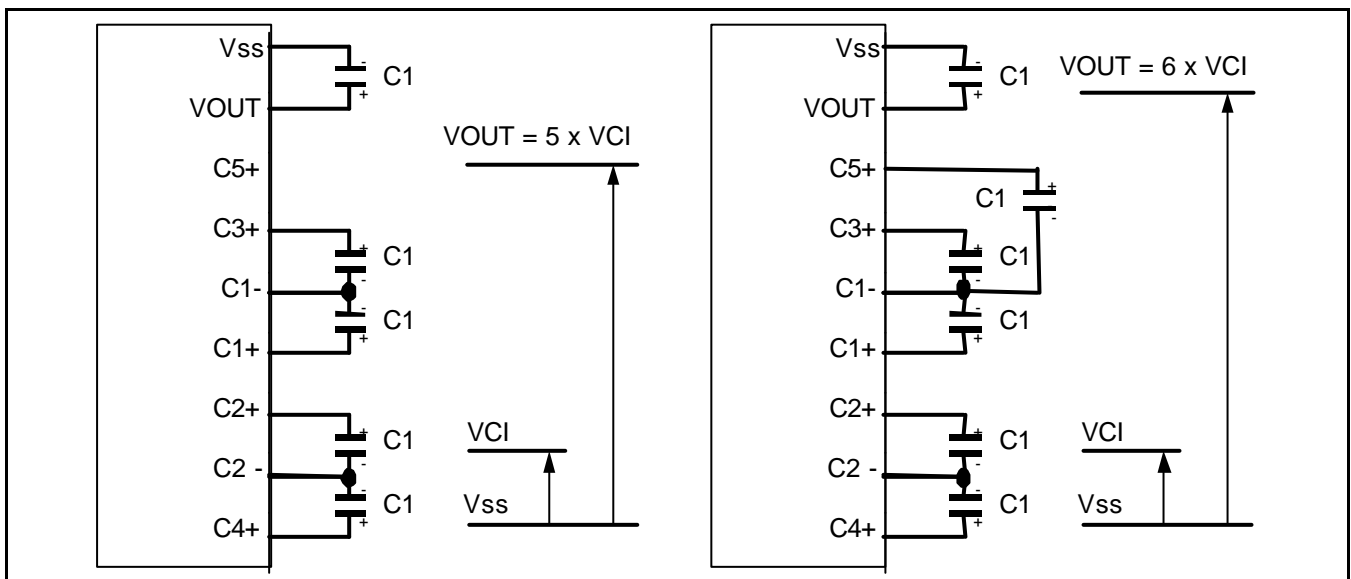 Vss
C1
VOUT
VOUT = 5 x VCI
C5+
C3+
C1
C1-
C1
C1+
C2+
C1
C2 -
C1
C4+
VCI
Vss
- + + - - + + - - +
Vss
C1
VOUT
VOUT = 6 x VCI
C5+
C1
C3+
C1
C1-
C1
C1+
C2+
C1
C2 -
C1
C4+
VCI
Vss
- + + - + - - + + - - +